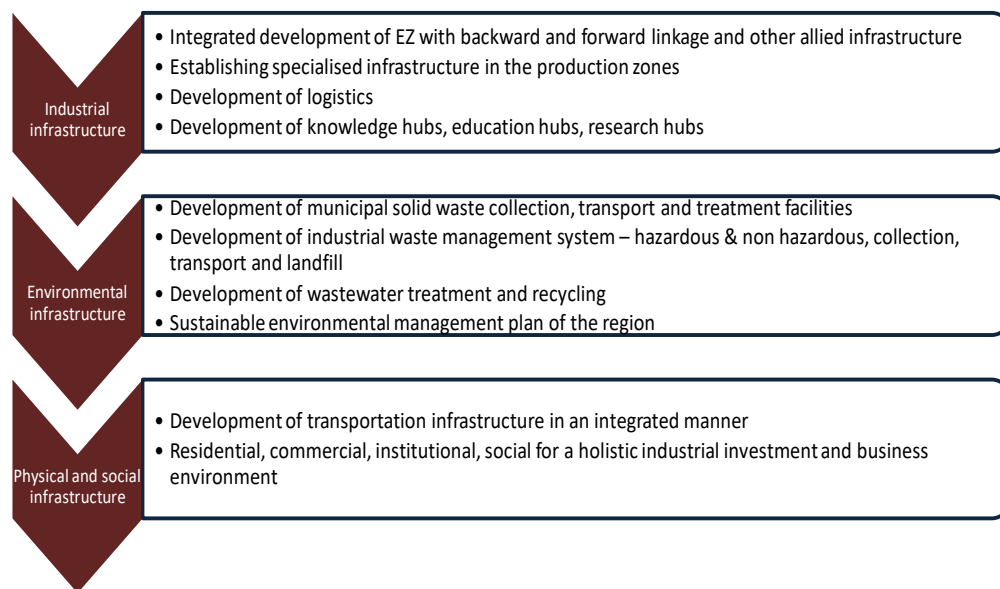 Industrial
infrastructure
• Integrated development of EZ with backward and forward linkage and other allied infrastructure
• Establishing specialised infrastructure in the production zones
• Development of logistics
• Development of knowledge hubs, education hubs, research hubs
Environmental
infrastructure
• Development of municipal solid waste collection, transport and treatment facilities
• Development of industrial waste management system – hazardous & non hazardous, collection,
transport and landfill
• Development of wastewater treatment and recycling
• Sustainable environmental management plan of the region
Physical and social
infrastructure
• Development of transportation infrastructure in an integrated manner
• Residential, commercial, institutional, social for a holistic industrial investment and business
environment